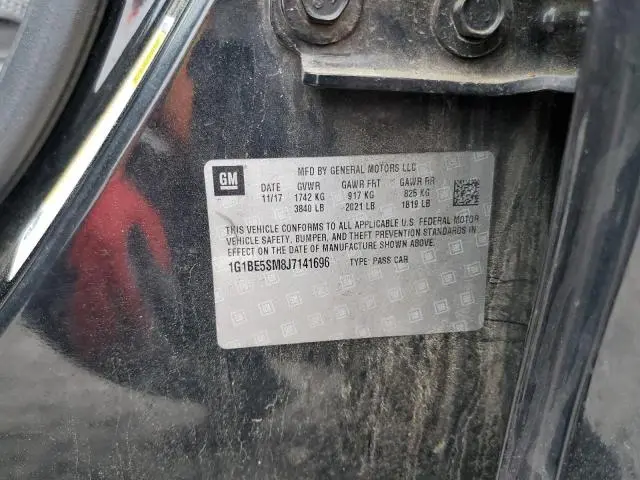 GM
MFD BY GENERAL MOTORS LLC
DATE GVWR GAWR FRT GAWR RR
11/17 1742 KG 917 KG 825 KG
3840 LB 2021 LB 1819 LB
THIS VEHICLE CONFORMS TO ALL APPLICABLE U.S. FEDERAL MOTOR
VEHICLE SAFETY, BUMPER, AND THEFT PREVENTION STANDARDS IN
EFFECT ON THE DATE OF MANUFACTURE SHOWN ABOVE.
1G1BE5SM8J7141696 TYPE: PASS CAR